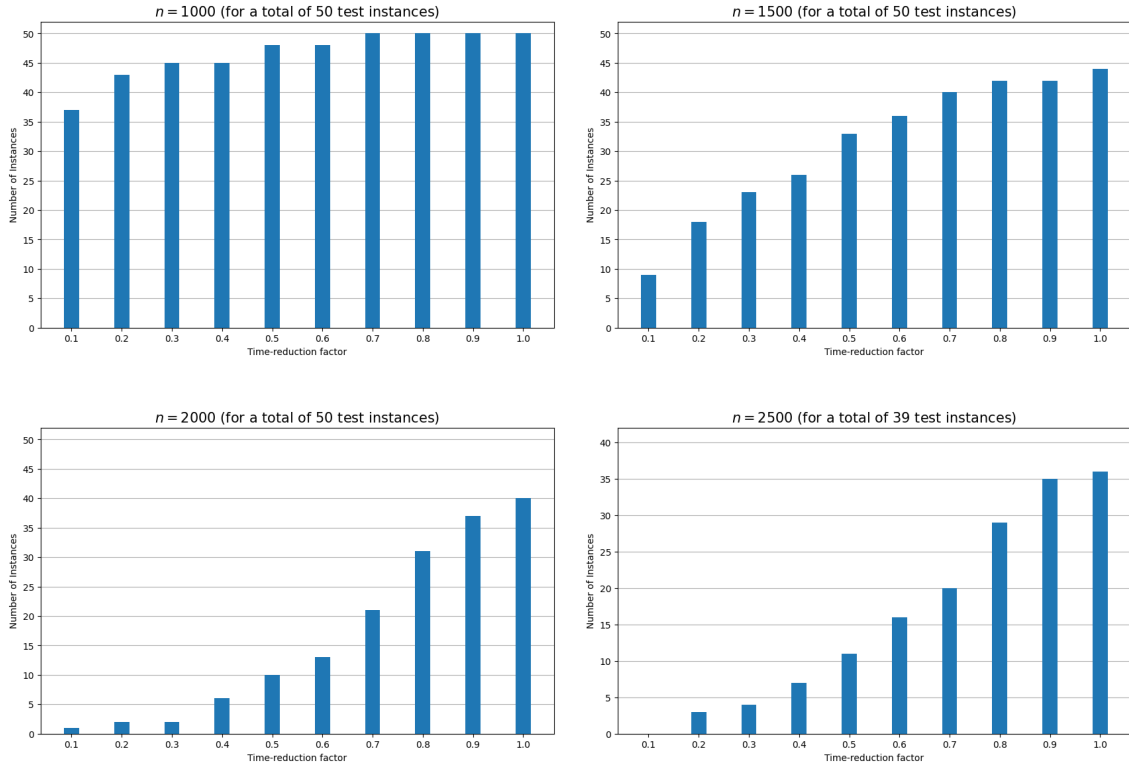 n = 1000 (for a total of 50 test instances)
Number of Instances
50
45
40
35
30
25
20
15
10
5
0
0.1 0.2 0.3 0.4 0.5 0.6 0.7 0.8 0.9 1.0
Time-reduction factor
n = 1500 (for a total of 50 test instances)
Number of Instances
50
45
40
35
30
25
20
15
10
5
0
0.1 0.2 0.3 0.4 0.5 0.6 0.7 0.8 0.9 1.0
Time-reduction factor
n = 2000 (for a total of 50 test instances)
Number of Instances
50
45
40
35
30
25
20
15
10
5
0
0.1 0.2 0.3 0.4 0.5 0.6 0.7 0.8 0.9 1.0
Time-reduction factor
n = 2500 (for a total of 39 test instances)
Number of Instances
40
35
30
25
20
15
10
5
0
0.1 0.2 0.3 0.4 0.5 0.6 0.7 0.8 0.9 1.0
Time-reduction factor